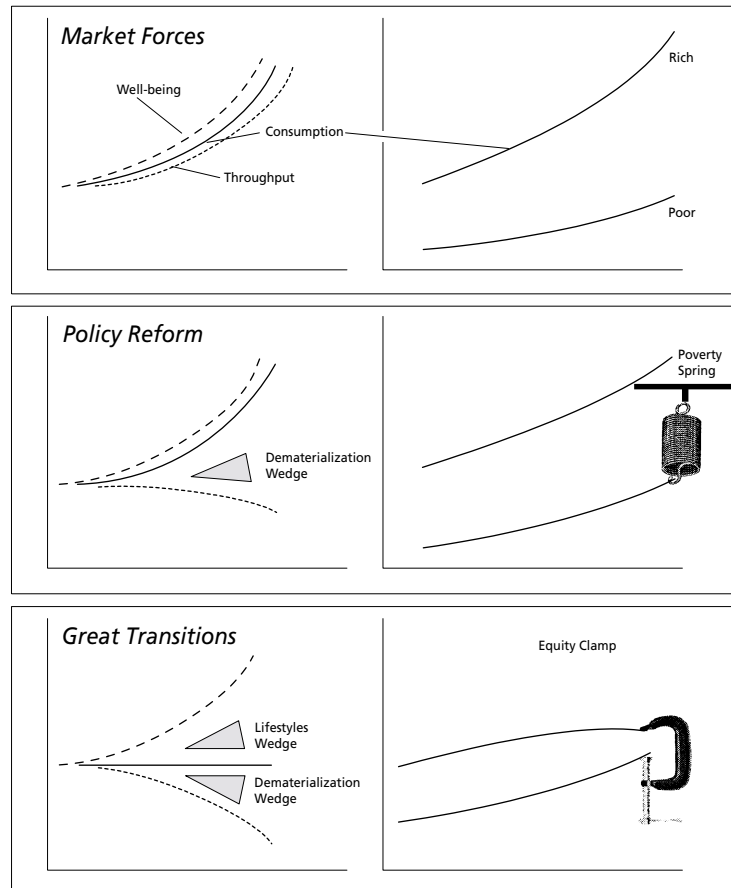 Market Forces
Well-being
Consumption
Throughput
Rich
Poor
Policy Reform
Dematerialization
Wedge
Poverty
Spring
Great Transitions
Lifestyles
Wedge
Dematerialization
Wedge
Equity Clamp